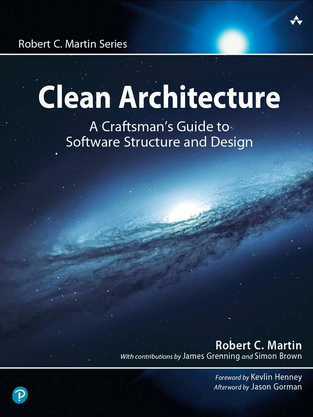 Robert C. Martin Series
Clean Architecture
A Craftsman's Guide to
Software Structure and Design
Robert C. Martin
With contributions by James Grenning and Simon Brown
Foreword by Kevlin Henney
Afterword by Jason Gorman